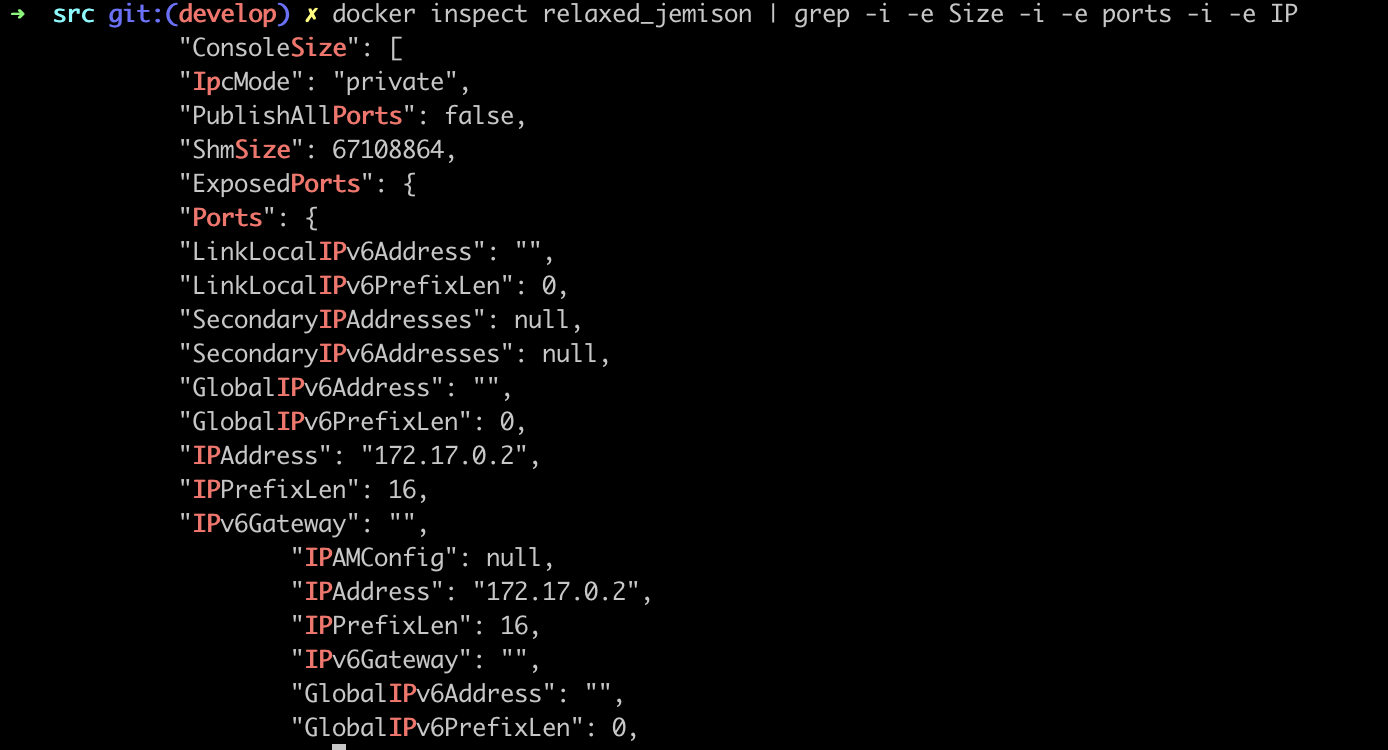 ➜  src git:(develop) ✗ docker inspect relaxed_jemison | grep -i -e Size -i -e ports -i -e IP
            "ConsoleSize": [
            "IpcMode": "private",
            "PublishAllPorts": false,
            "ShmSize": 67108864,
            "ExposedPorts": {
            "Ports": {
            "LinkLocalIPv6Address": "",
            "LinkLocalIPv6PrefixLen": 0,
            "SecondaryIPAddresses": null,
            "SecondaryIPv6Addresses": null,
            "GlobalIPv6Address": "",
            "GlobalIPv6PrefixLen": 0,
            "IPAddress": "172.17.0.2",
            "IPPrefixLen": 16,
            "IPv6Gateway": "",
                    "IPAMConfig": null,
                    "IPAddress": "172.17.0.2",
                    "IPPrefixLen": 16,
                    "IPv6Gateway": "",
                    "GlobalIPv6Address": "",
                    "GlobalIPv6PrefixLen": 0,